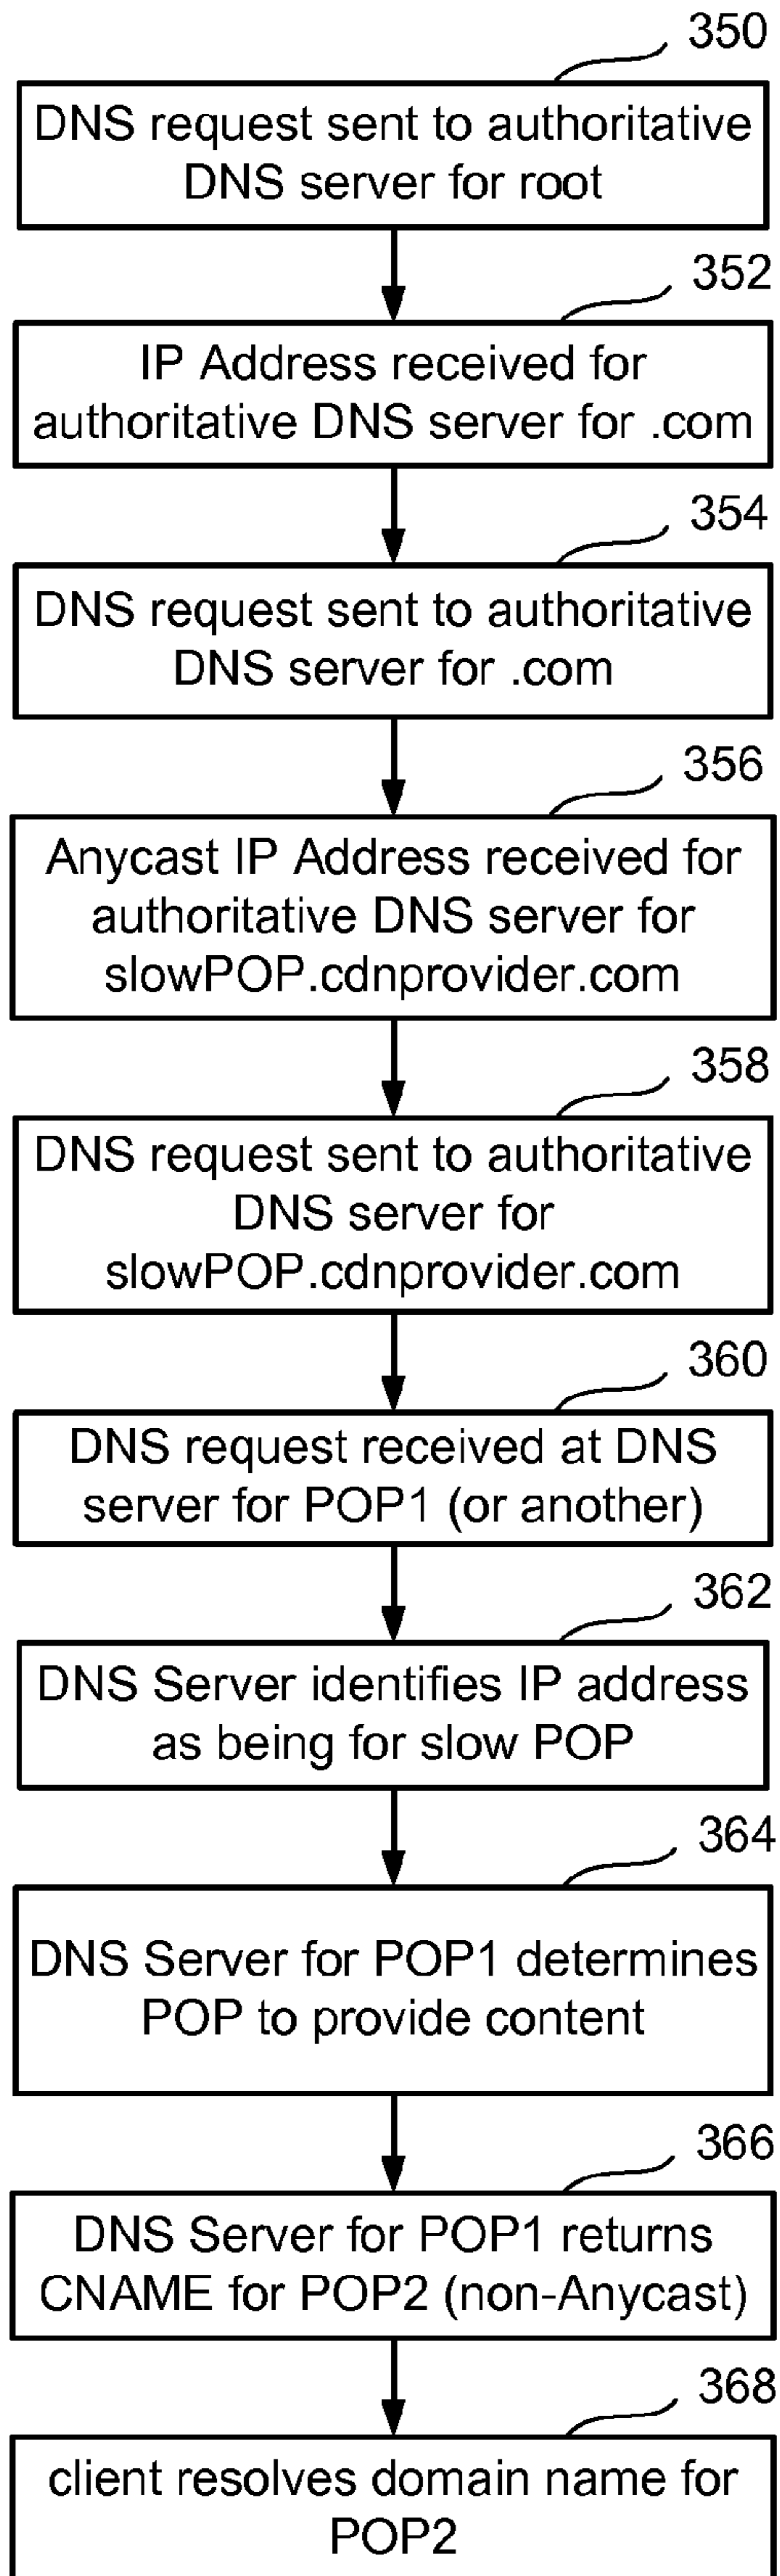 350
DNS request sent to authoritative
DNS server for root
352
IP Address received for
authoritative DNS server for .com
354
DNS request sent to authoritative
DNS server for .com
356
Anycast IP Address received for
authoritative DNS server for
slowPOP.cdnprovider.com
358
DNS request sent to authoritative
DNS server for
slowPOP.cdnprovider.com
360
DNS request received at DNS
server for POP1 (or another)
362
DNS Server identifies IP address
as being for slow POP
364
DNS Server for POP1 determines
POP to provide content
366
DNS Server for POP1 returns
CNAME for POP2 (non-Anycast)
368
client resolves domain name for
POP2